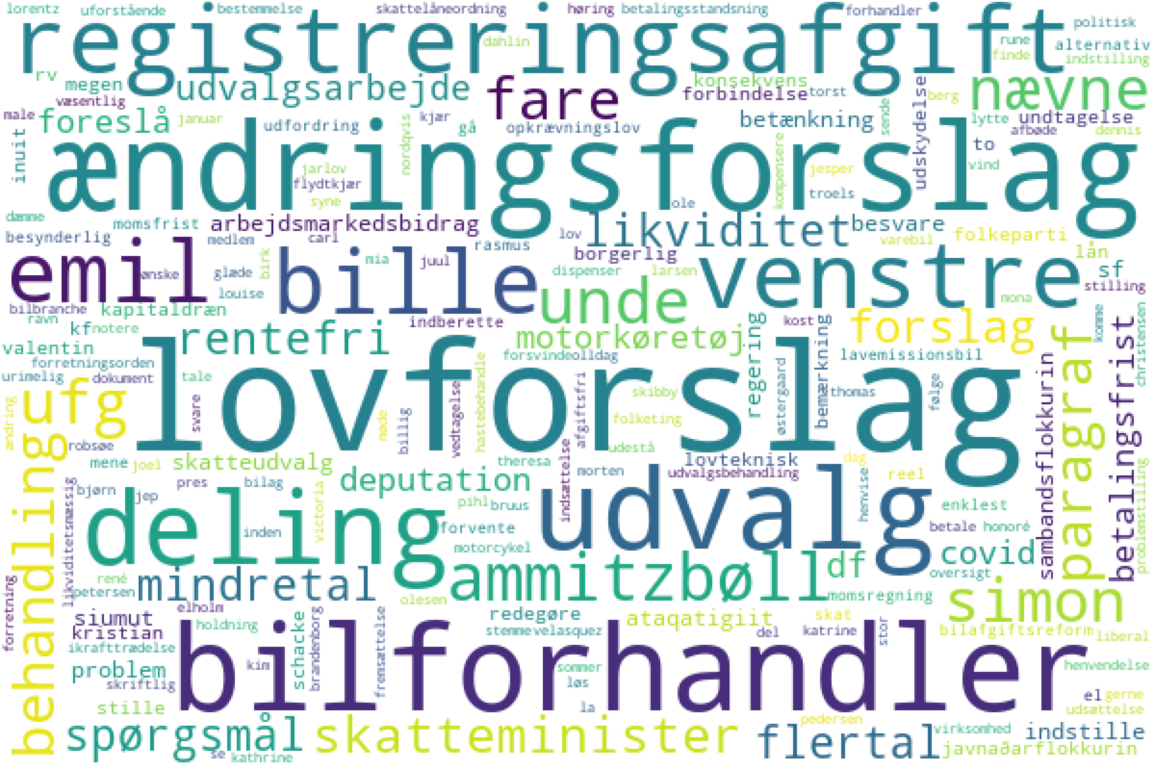 lorentz uforstående bestemmelse skattelåneordning høring betalingsstandsning forhandler politisk
registreringsafgift
dahlin rune alternativ
finde indstilling
rv megen udvalgsarbejde fare konsekvens torst nævne
væsentlig forbindelse udskydelse berg
male foreslå januar udfordring kjær gå opkrævningslov betænkning sende lytte undtagelse
afbøde dennis
inuit ændringsforslag to
nordqvis jarlov kompensere jesper vind
flydtkjær troels
syne ole
dæmme momsfrist arbejdsmarkedsbidrag lov likviditet besvare
besynderlig medlem carl rasmus borgerlig varebil folkeparti
emil ønske glæde birk bille mia juul dispenser larsen venstre lån sf
louise unde mona stilling
bilbranche kapitaldræn
ravn kf notere indberette motorkøretøj kost forslag komme christensen
valentin rentefri forsvinde olldag regering bemærkning lavemissionsbil
forretningsorden
urimelig dokument tale lovforslag skibby thomas
ufg svare nøde billig vedtagelse hastebehandle afgiftsfri folketing østergaard følge paragraf betalingsfrist
ændring robsøe udestå
mene joel skatteudvalg theresa lovteknisk dag sambandsflokkurin
behandling bjørn pres bilag deputation morten udvalgsbehandling reel
jep pihl bruus indsættelse udvalg henvise enklest problemstilling
likviditetsmæssig deling inden victoria forvente betale honoré
motorcykel covid
rené mindretal ammitzbøll df oversigt
petersen olesen momsregning simon
forretning siumut elholm redegøre ataqatigiit skat
kristian holdning stemme velasquez del katrine bilafgiftsreform liberal
ikrafttrædelse schacke brandenborg fremsættelse stor
problem kim bilforhandler sommer henvendelse
skriftlig løs
stille la el gerne
pedersen udsættelse
spørgsmål skatteminister flertal virksomhed indstille
se kathrine javnaðarflokkurin